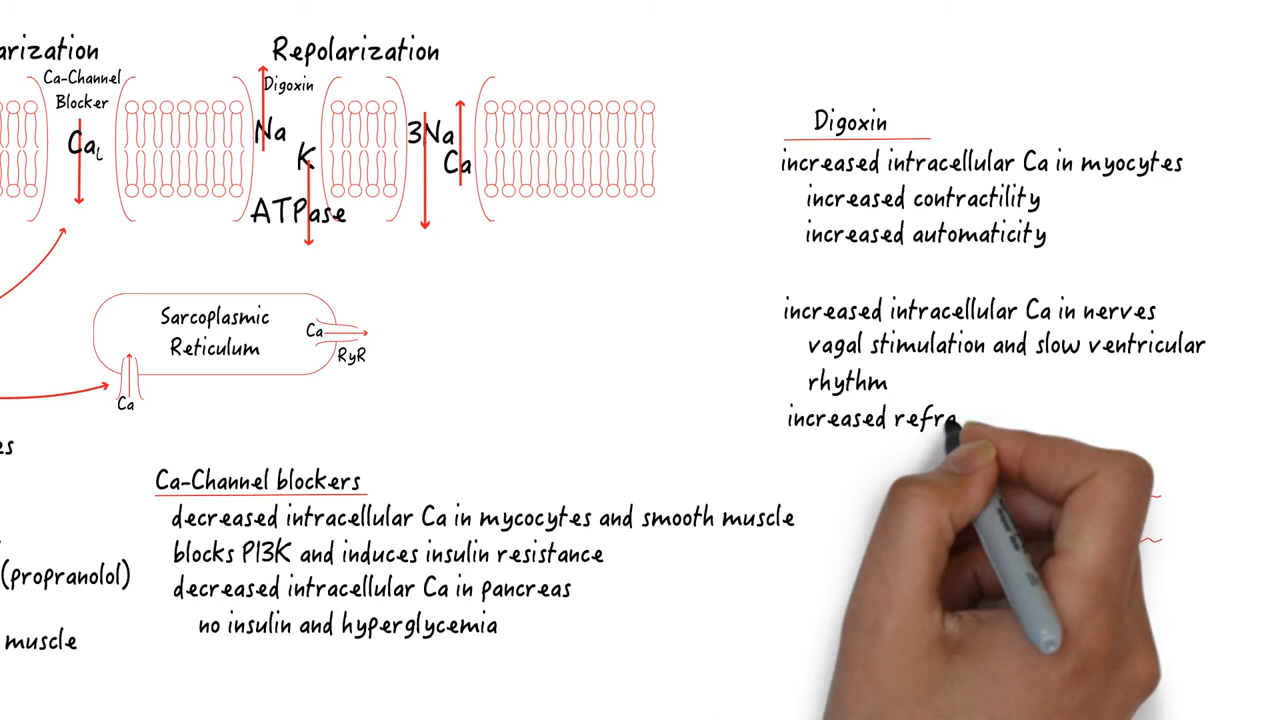 arization
Ca-Channel
Blocker
CaL
Repolarization
Digoxin
Na
K
ATPase
3Na
Ca
Sarcoplasmic
Reticulum
Ca
RyR
Ca
es
(propranolol)
muscle
Ca-Channel blockers
decreased intracellular Ca in mycocytes and smooth muscle
blocks PI3K and induces insulin resistance
decreased intracellular Ca in pancreas
no insulin and hyperglycemia
Digoxin
increased intracellular Ca in myocytes
increased contractility
increased automaticity
increased intracellular Ca in nerves
vagal stimulation and slow ventricular
rhythm
increased refra